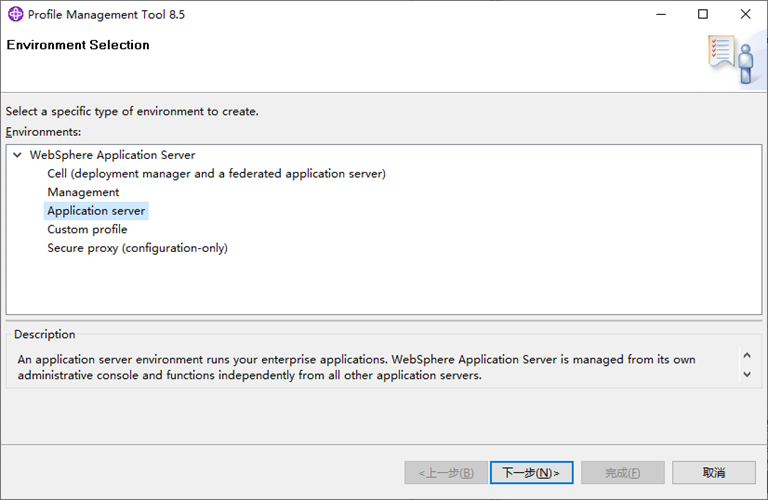 Profile Management Tool 8.5
Environment Selection
Select a specific type of environment to create.
Environments:
WebSphere Application Server
Cell (deployment manager and a federated application server)
Management
Application server
Custom profile
Secure proxy (configuration-only)
Description
An application server environment runs your enterprise applications. WebSphere Application Server is managed from its own
administrative console and functions independently from all other application servers.
<上一步(B) 下一步(N)> 完成(F) 取消